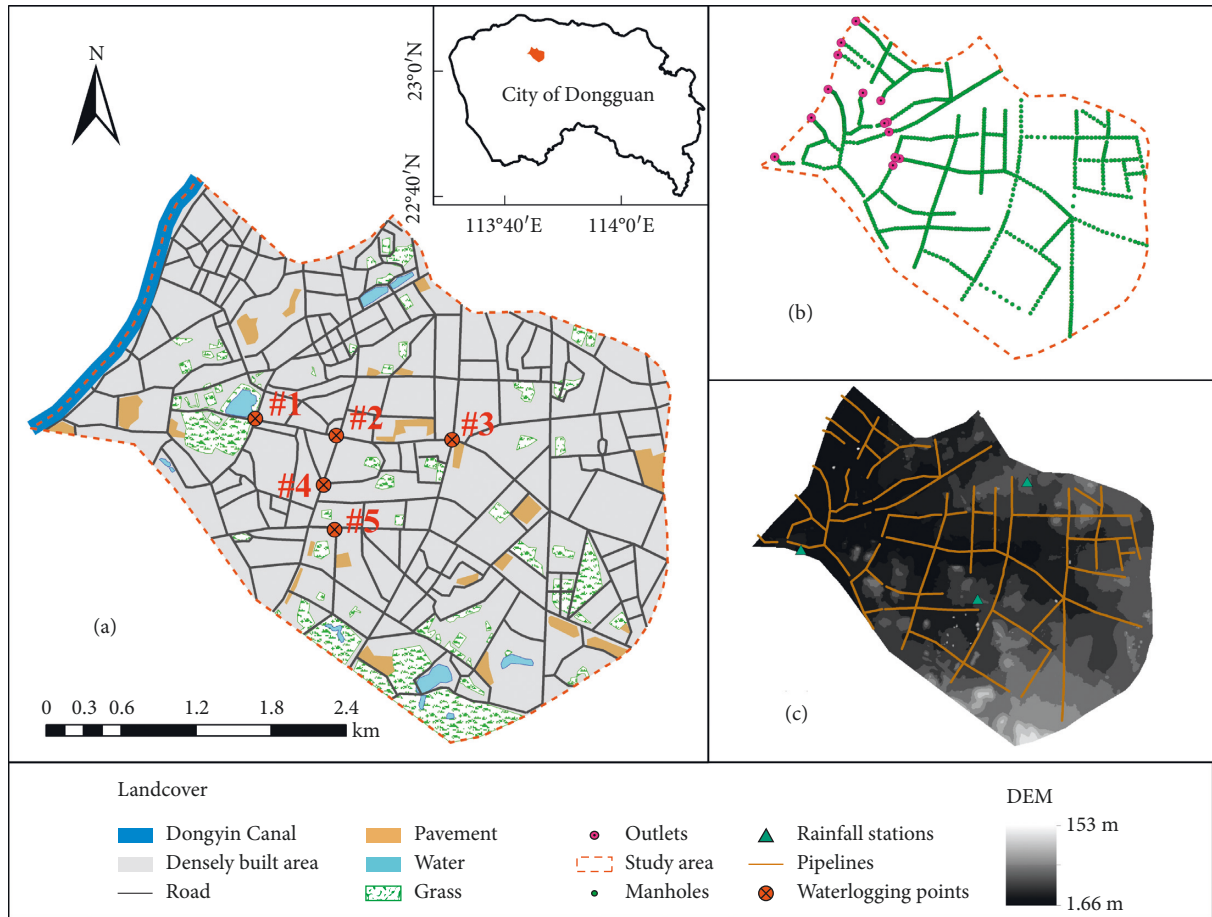 N
23°0′N
22°40′N
City of Dongguan
113°40′E
114°0′E
#1
#2
#3
#4
#5
(a)
0 0.3 0.6 1.2 1.8 2.4
km
(b)
(c)
Landcover
Dongyin Canal
Densely built area
Road
Pavement
Water
Grass
Outlets
Study area
Manholes
Rainfall stations
Pipelines
Waterlogging points
DEM
153 m
1.66 m